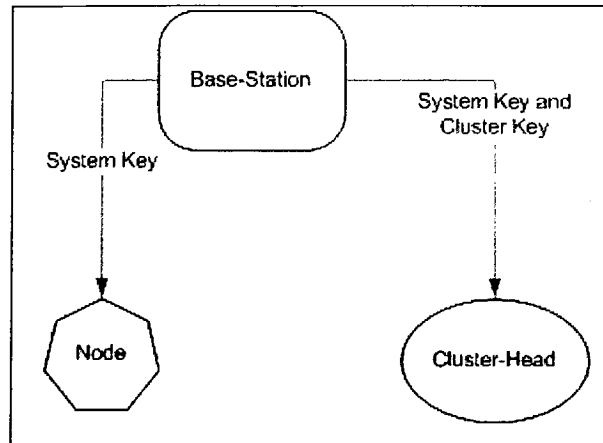 Base-Station
System Key and
Cluster Key
System Key
Node
Cluster-Head